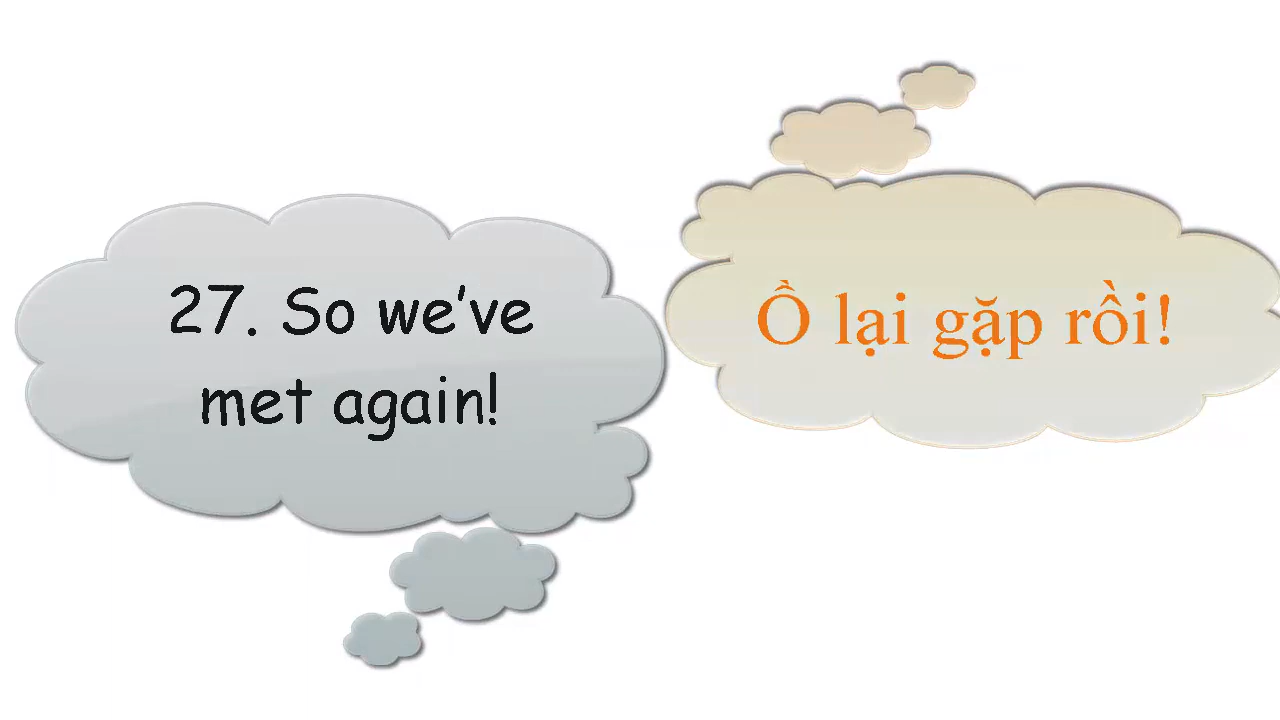 27. So we’ve
met again!
Ồ lại gặp rồi!